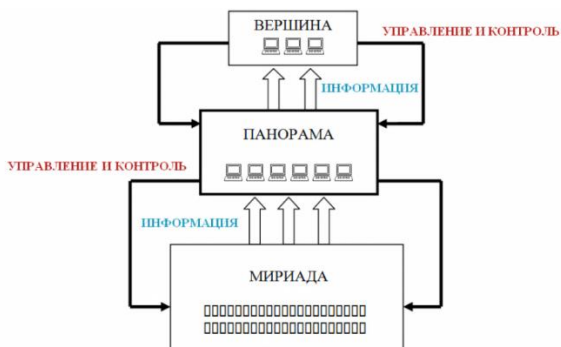 ВЕРШИНА
УПРАВЛЕНИЕ И КОНТРОЛЬ
ИНФОРМАЦИЯ
ПАНОРАМА
УПРАВЛЕНИЕ И КОНТРОЛЬ
ИНФОРМАЦИЯ
МИРИАДА